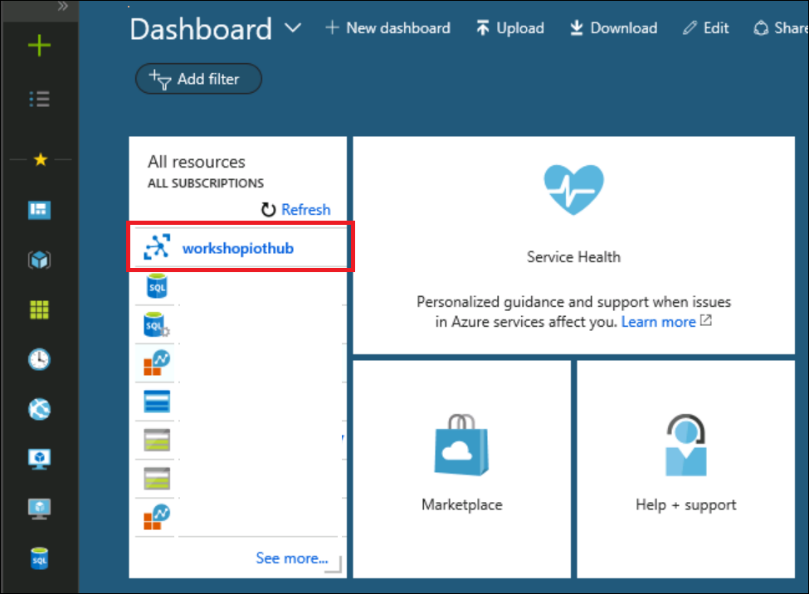 Dashboard
New dashboard
Upload
Download
Edit
Share
Add filter
All resources
ALL SUBSCRIPTIONS
Refresh
workshopiothub
SQL
SQL
See more...
Service Health
Personalized guidance and support when issues
in Azure services affect you. Learn more
Marketplace
Help + support
SQL